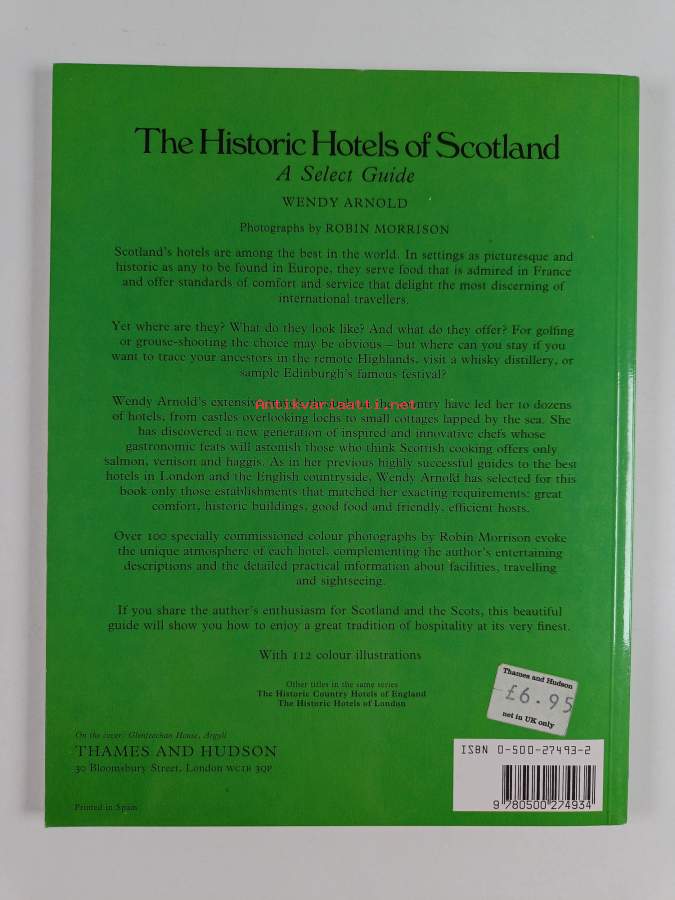 The Historic Hotels of Scotland
A Select Guide
WENDY ARNOLD
Photographs by ROBIN MORRISON
Scotland's hotels are among the best in the world. In settings as picturesque and
historic as any to be found in Europe, they serve food that is admired in France
and offer standards of comfort and service that delight the most discerning of
international travellers.
Yet where are they? What do they look like? And what do they offer? For golfing
or grouse-shooting the choice may be obvious – but where can you stay if you
want to trace your ancestors in the remote Highlands, visit a whisky distillery, or
sample Edinburgh's famous festival?
Wendy Arnold's extensive country have led her to dozens
Antikvariaatti.net
of hotels, from castles overlooking lochs to small cottages lapped by the sea. She
has discovered a new generation of inspired and innovative chefs whose
gastronomic feats will astonish those who think Scottish cooking offers only
salmon, venison and haggis. As in her previous highly successful guides to the best
hotels in London and the English countryside, Wendy Arnold has selected for this
book only those establishments that matched her exacting requirements: great
comfort, historic buildings, good food and friendly, efficient hosts.
Over 100 specially commissioned colour photographs by Robin Morrison evoke
the unique atmosphere of each hotel, complementing the author's entertaining
descriptions and the detailed practical information about facilities, travelling
and sightseeing.
If you share the author's enthusiasm for Scotland and the Scots, this beautiful
guide will show you how to enjoy a great tradition of hospitality at its very finest.
With 112 colour illustrations
Other titles in the same series
The Historic Country Hotels of England
The Historic Hotels of London
Thames and Hudson
£6.95
net in UK only
On the cover: Glenfeochan House, Argyll
THAMES AND HUDSON
30 Bloomsbury Street, London WC1B 3QP
Printed in Spain
ISBN 0-500-27493-2
9 780500 274934